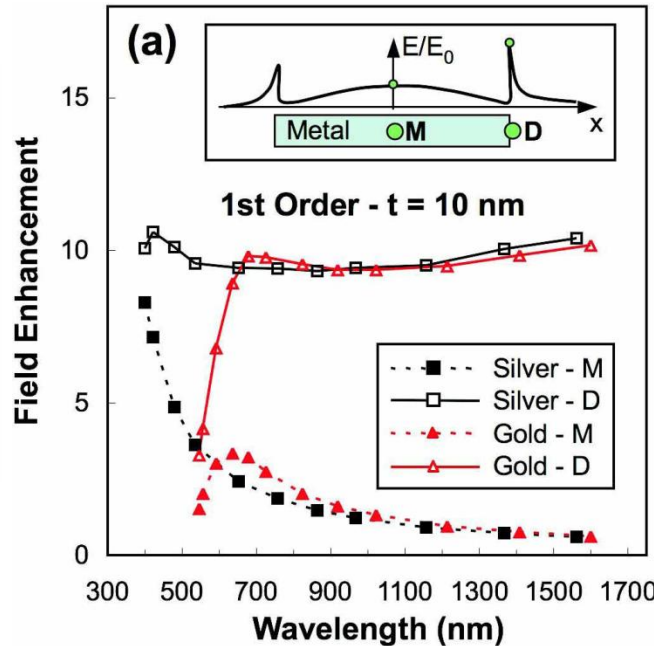 (a)
E/E0
x
Metal
M
D
1st Order - t = 10 nm
Field Enhancement
15
10
5
0
Silver - M
Silver - D
Gold - M
Gold - D
300 500 700 900 1100 1300 1500 1700
Wavelength (nm)